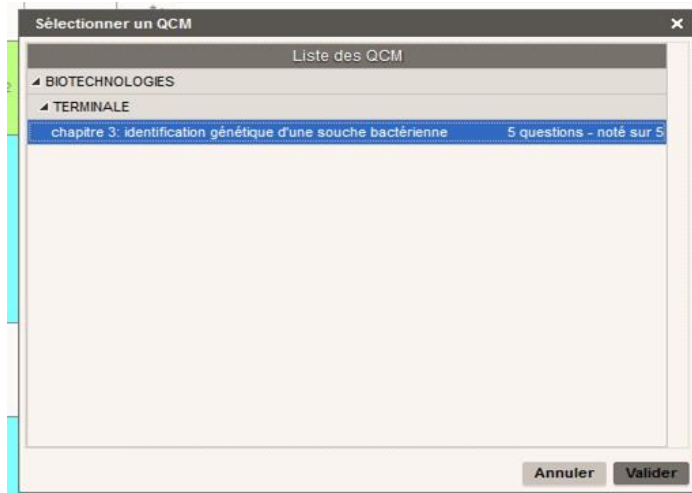 Sélectionner un QCM
Liste des QCM
BIOTECHNOLOGIES
TERMINALE
chapitre 3: identification génétique d'une souche bactérienne 5 questions - noté sur 5
Annuler Valider